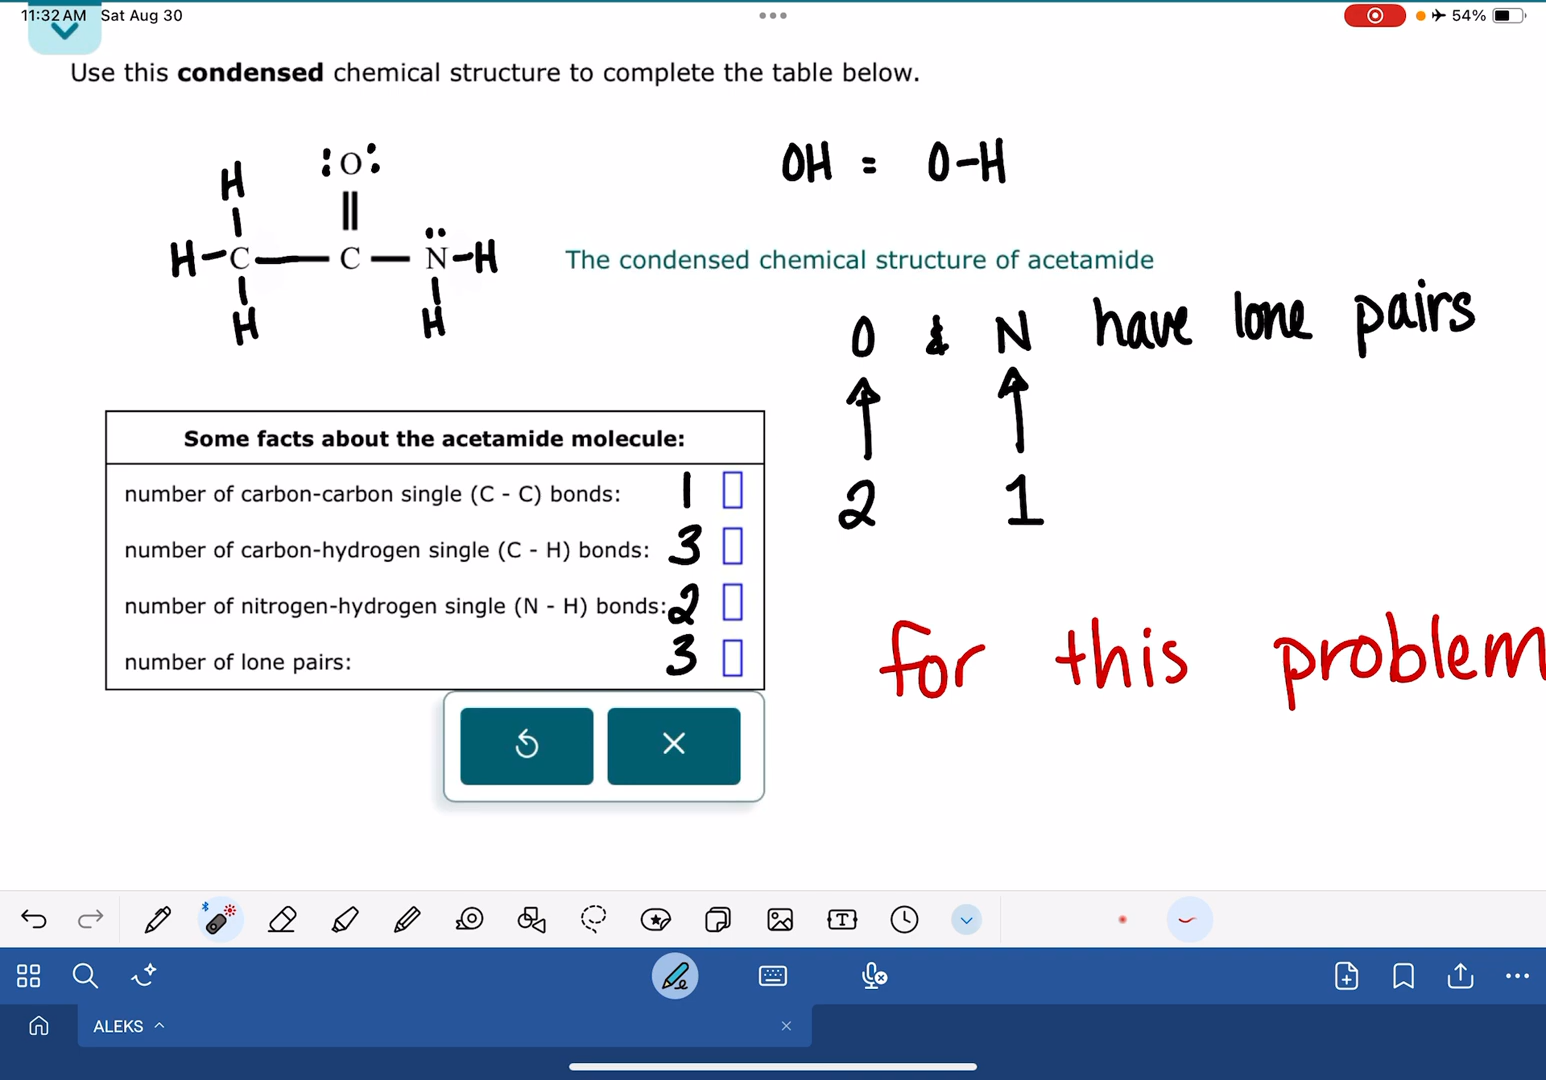 11:32 AM Sat Aug 30
54%
Use this condensed chemical structure to complete the table below.
H :O:
OH = O-H
H-C—C—N̈-H
The condensed chemical structure of acetamide
H H
O & N have lone pairs
2 1
Some facts about the acetamide molecule:
number of carbon-carbon single (C - C) bonds: 1
number of carbon-hydrogen single (C - H) bonds: 3
number of nitrogen-hydrogen single (N - H) bonds: 2
number of lone pairs: 3
for this problem
ALEKS